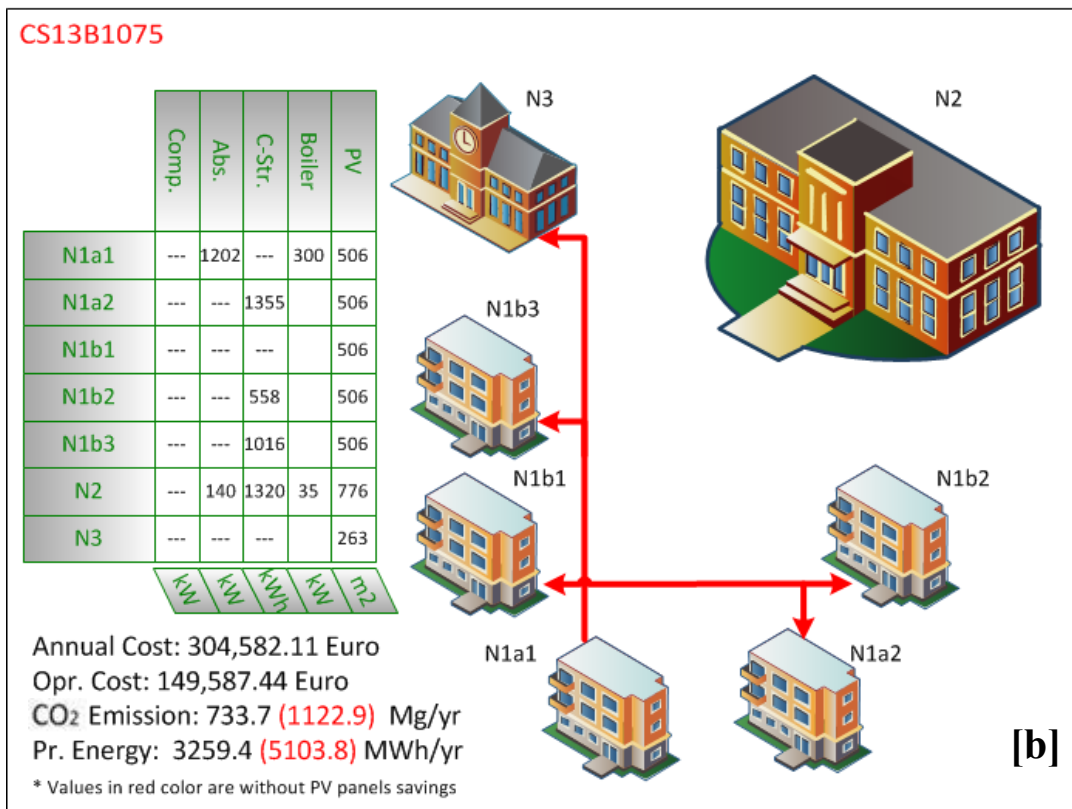 CS13B1075
Comp. Abs. C-Str. Boiler PV
N1a1 --- 1202 --- 300 506
N1a2 --- --- 1355 506
N1b1 --- --- --- 506
N1b2 --- --- 558 506
N1b3 --- --- 1016 506
N2 --- 140 1320 35 776
N3 --- --- --- 263
kW kW kWh kW m2
N3
N2
N1b3
N1b1
N1b2
N1a1
N1a2
Annual Cost: 304,582.11 Euro
Opr. Cost: 149,587.44 Euro
CO2 Emission: 733.7 (1122.9) Mg/yr
Pr. Energy: 3259.4 (5103.8) MWh/yr
* Values in red color are without PV panels savings
[b]